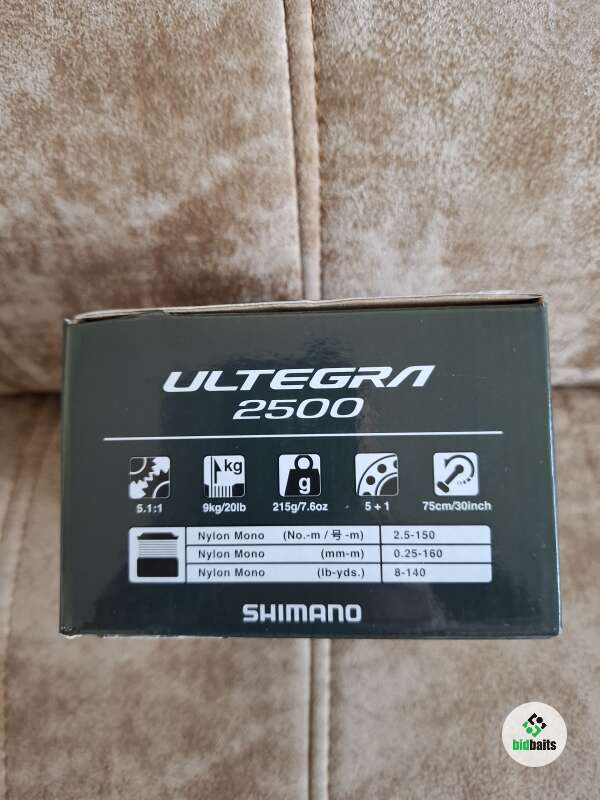 ULTEGRA
2500
kg
g
5.1:1 9kg/20lb 215g/7.6oz 5 + 1 75cm/30inch
Nylon Mono (No.-m / 号 -m) 2.5-150
Nylon Mono (mm-m) 0.25-160
Nylon Mono (lb-yds.) 8-140
SHIMANO
bidbaits